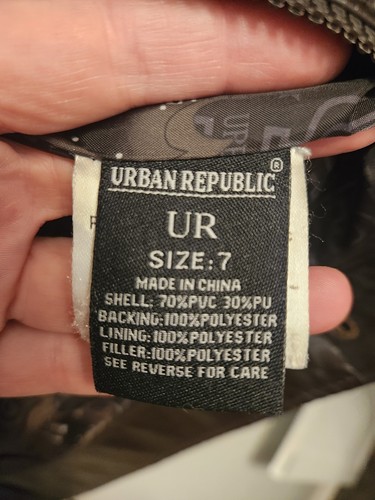 URBAN REPUBLIC®
UR
SIZE:7
MADE IN CHINA
SHELL: 70%PVC 30%PU
BACKING:100%POLYESTER
LINING:100%POLYESTER
FILLER:100%POLYESTER
SEE REVERSE FOR CARE